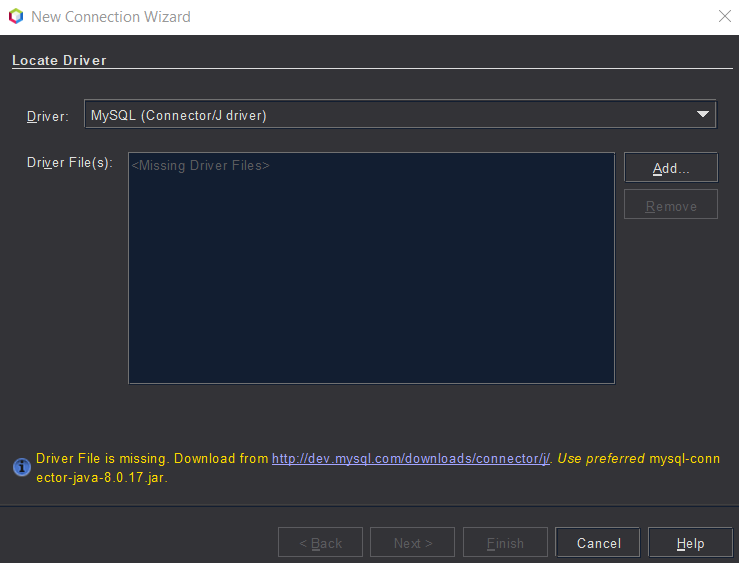 New Connection Wizard
Locate Driver
Driver: MySQL (Connector/J driver)
Driver File(s): <Missing Driver Files>
Add...
Remove
Driver File is missing. Download from http://dev.mysql.com/downloads/connector/j/. Use preferred mysql-conn
ector-java-8.0.17.jar.
< Back Next > Finish Cancel Help